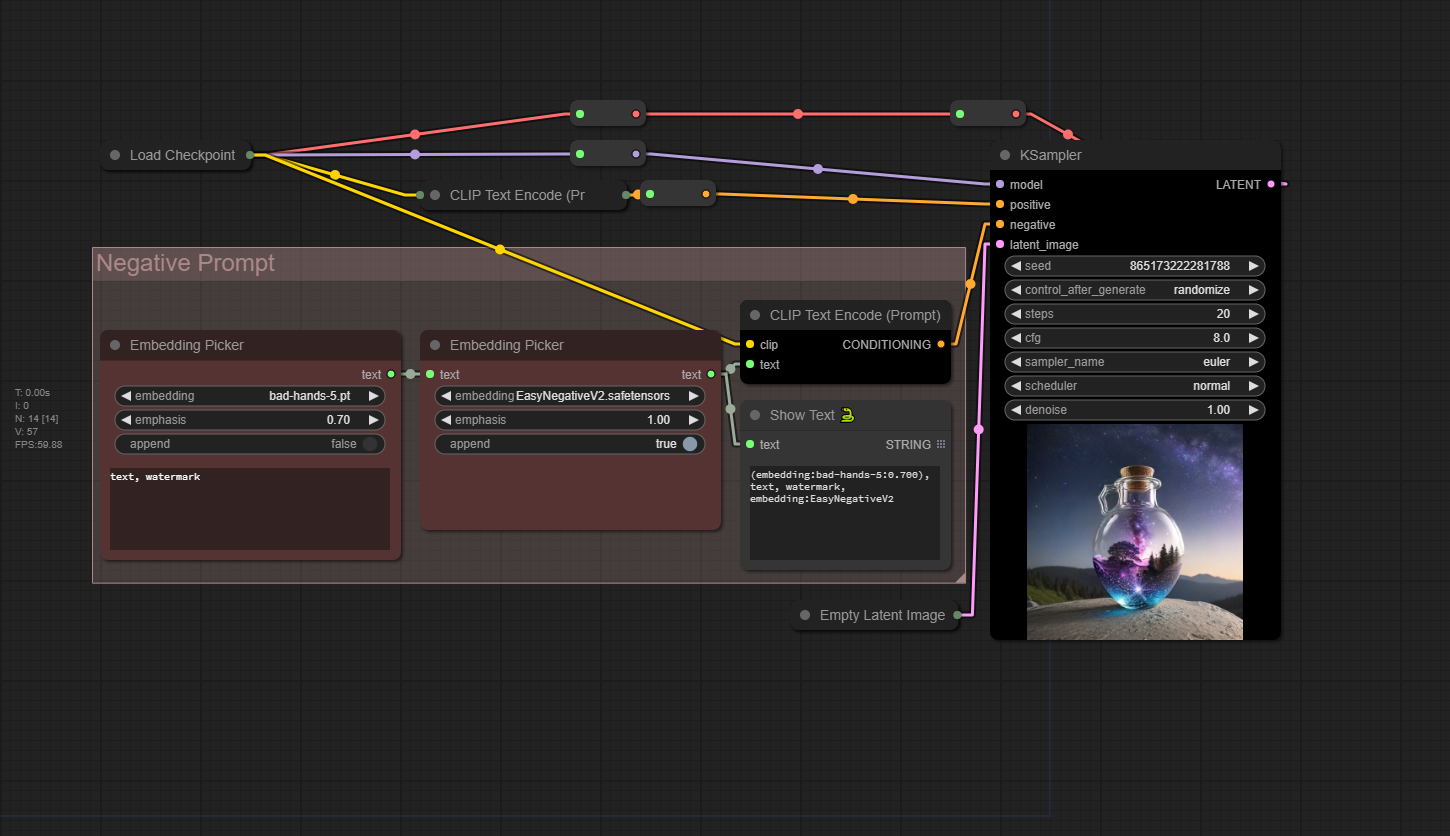 Load Checkpoint
CLIP Text Encode (Pr
KSampler
model
LATENT
positive
negative
latent_image
seed 865173222281788
control_after_generate randomize
steps 20
cfg 8.0
sampler_name euler
scheduler normal
denoise 1.00
Negative Prompt
Embedding Picker
text
embedding bad-hands-5.pt
emphasis 0.70
append false
text, watermark
Embedding Picker
text text
embedding EasyNegativeV2.safetensors
emphasis 1.00
append true
CLIP Text Encode (Prompt)
clip CONDITIONING
text
Show Text 🐍
text STRING
(embedding:bad-hands-5:0.700),
text, watermark,
embedding:EasyNegativeV2
Empty Latent Image
T: 0.00s
I: 0
N: 14 [14]
V: 57
FPS:59.88